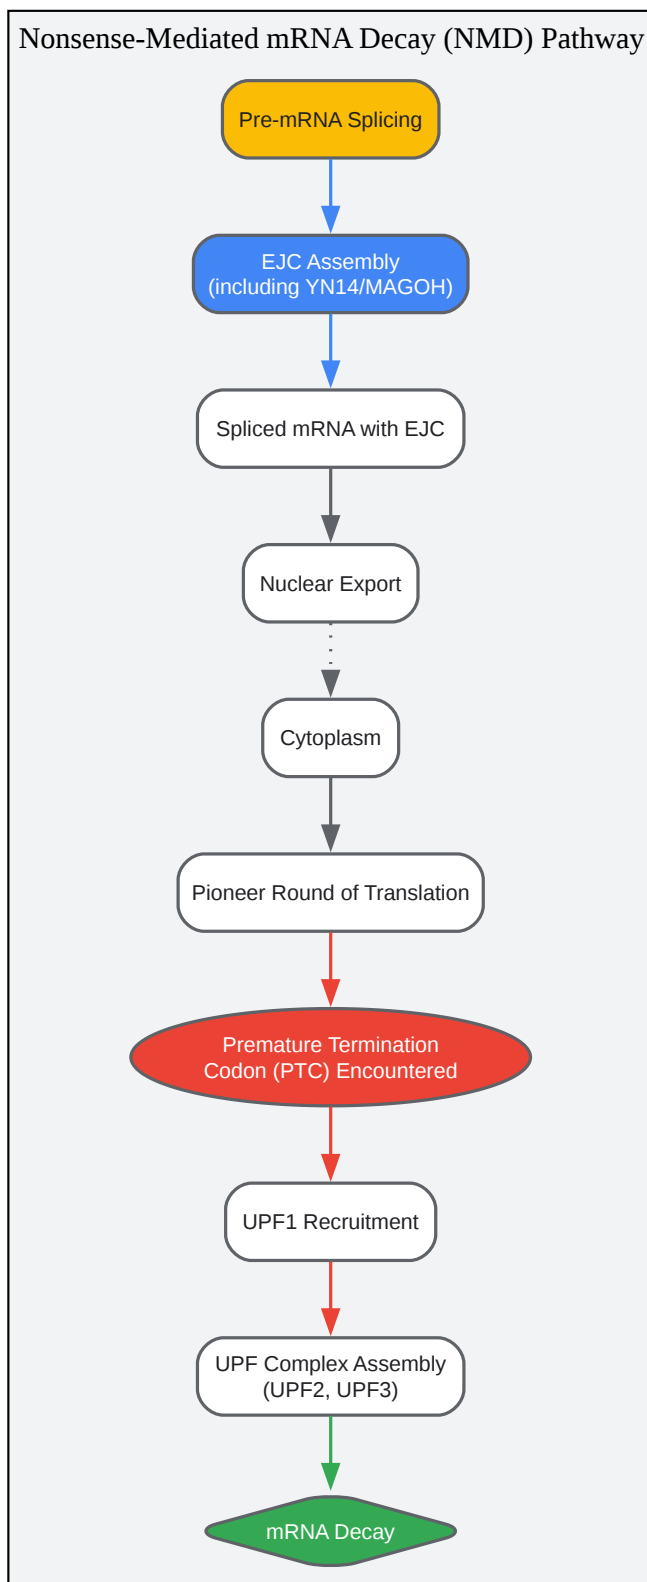 Nonsense-Mediated mRNA Decay (NMD) Pathway
Pre-mRNA Splicing
EJC Assembly
(including YN14/MAGOH)
Spliced mRNA with EJC
Nuclear Export
Cytoplasm
Pioneer Round of Translation
Premature Termination
Codon (PTC) Encountered
UPF1 Recruitment
UPF Complex Assembly
(UPF2, UPF3)
mRNA Decay